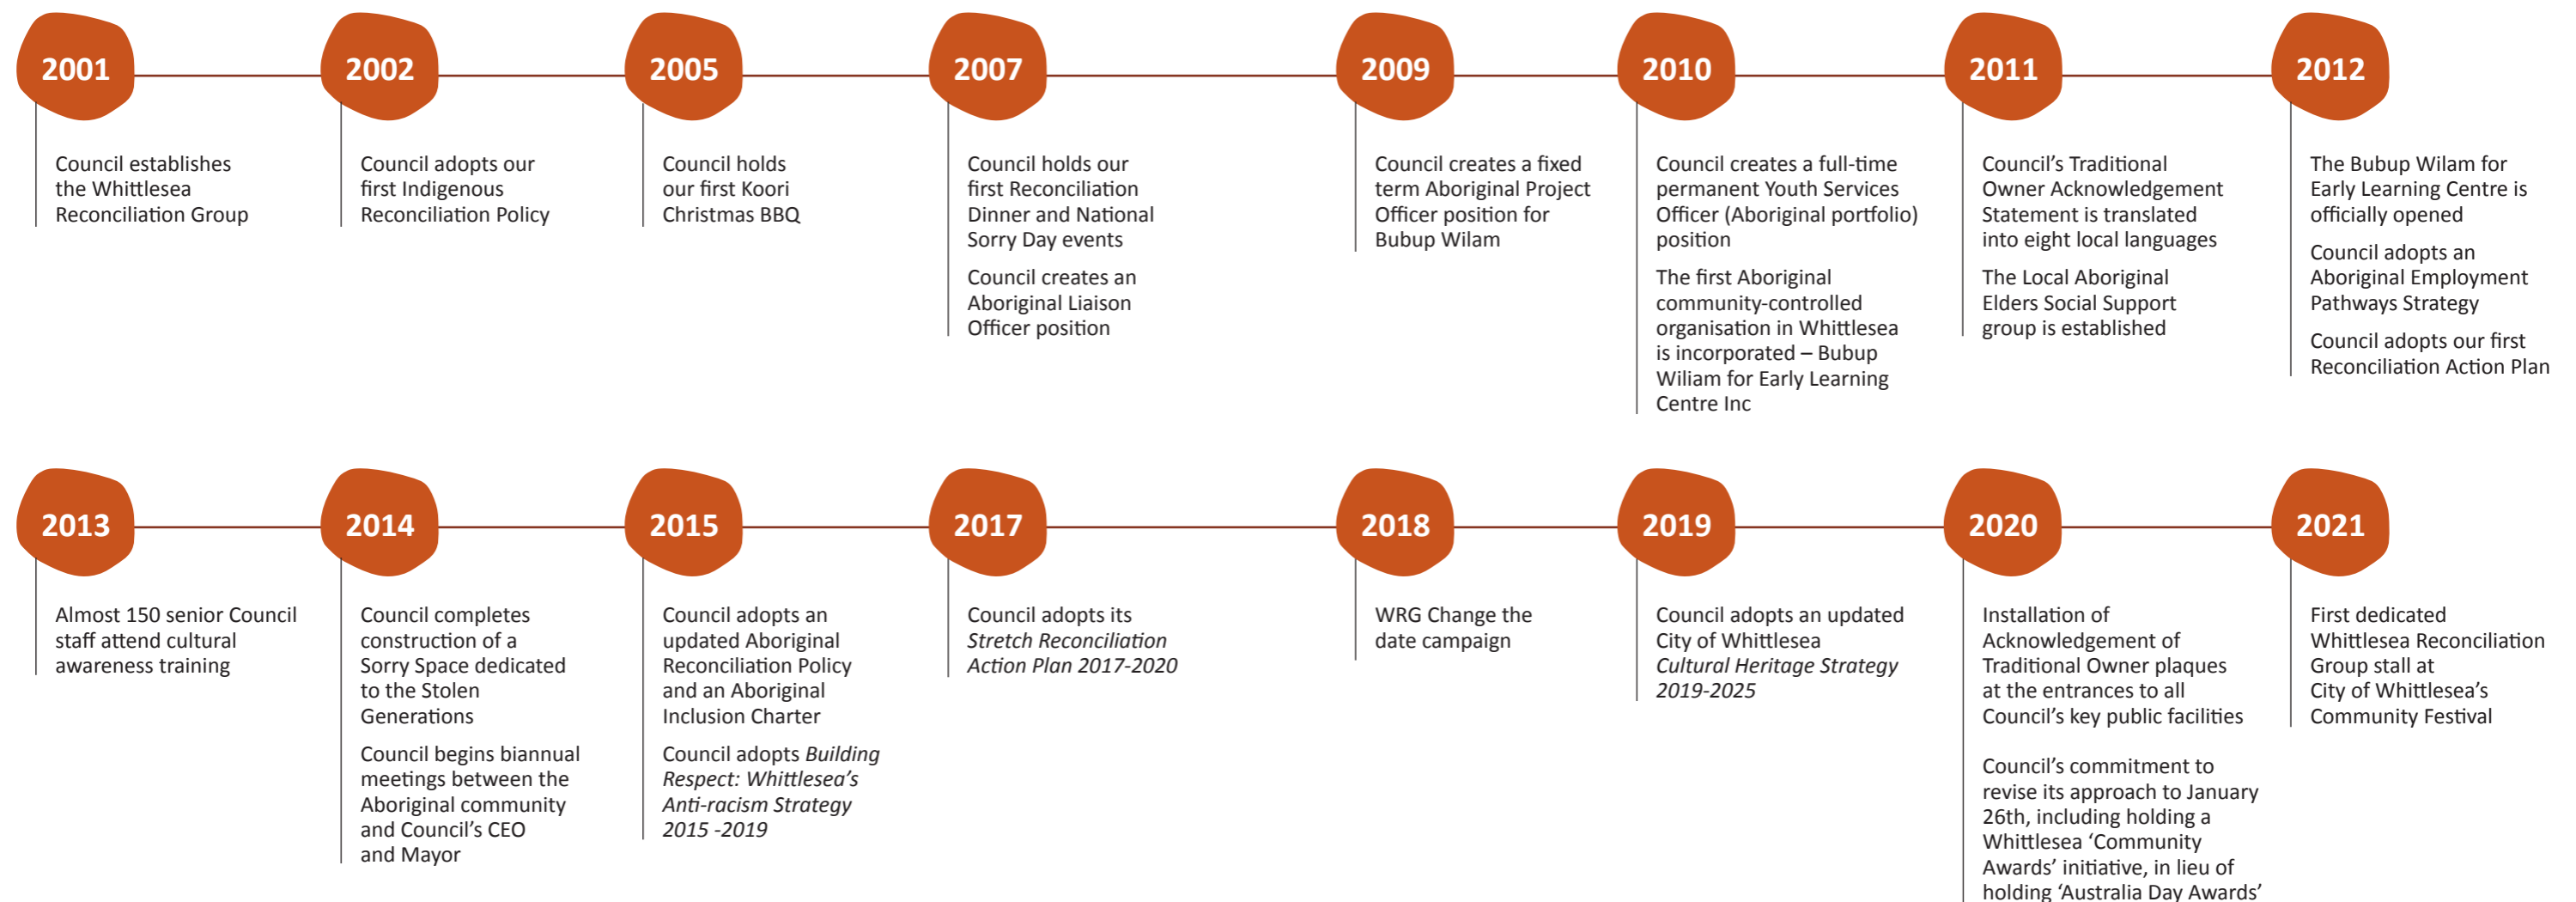 2001
Council establishes
the Whittlesea
Reconciliation Group
2002
Council adopts our
first Indigenous
Reconciliation Policy
2005
Council holds
our first Koori
Christmas BBQ
2007
Council holds our
first Reconciliation
Dinner and National
Sorry Day events
Council creates an
Aboriginal Liaison
Officer position
2009
Council creates a fixed
term Aboriginal Project
Officer position for
Bubup Wilam
2010
Council creates a full-time
permanent Youth Services
Officer (Aboriginal portfolio)
position
The first Aboriginal
community-controlled
organisation in Whittlesea
is incorporated – Bubup
Wiliam for Early Learning
Centre Inc
2011
Council’s Traditional
Owner Acknowledgement
Statement is translated
into eight local languages
The Local Aboriginal
Elders Social Support
group is established
2012
The Bubup Wilam for
Early Learning Centre is
officially opened
Council adopts an
Aboriginal Employment
Pathways Strategy
Council adopts our first
Reconciliation Action Plan
2013
Almost 150 senior Council
staff attend cultural
awareness training
2014
Council completes
construction of a
Sorry Space dedicated
to the Stolen
Generations
Council begins biannual
meetings between the
Aboriginal community
and Council’s CEO
and Mayor
2015
Council adopts an
updated Aboriginal
Reconciliation Policy
and an Aboriginal
Inclusion Charter
Council adopts Building
Respect: Whittlesea’s
Anti-racism Strategy
2015 -2019
2017
Council adopts its
Stretch Reconciliation
Action Plan 2017-2020
2018
WRG Change the
date campaign
2019
Council adopts an updated
City of Whittlesea
Cultural Heritage Strategy
2019-2025
2020
Installation of
Acknowledgement of
Traditional Owner plaques
at the entrances to all
Council’s key public facilities
Council’s commitment to
revise its approach to January
26th, including holding a
Whittlesea ‘Community
Awards’ initiative, in lieu of
holding ‘Australia Day Awards’
2021
First dedicated
Whittlesea Reconciliation
Group stall at
City of Whittlesea’s
Community Festival